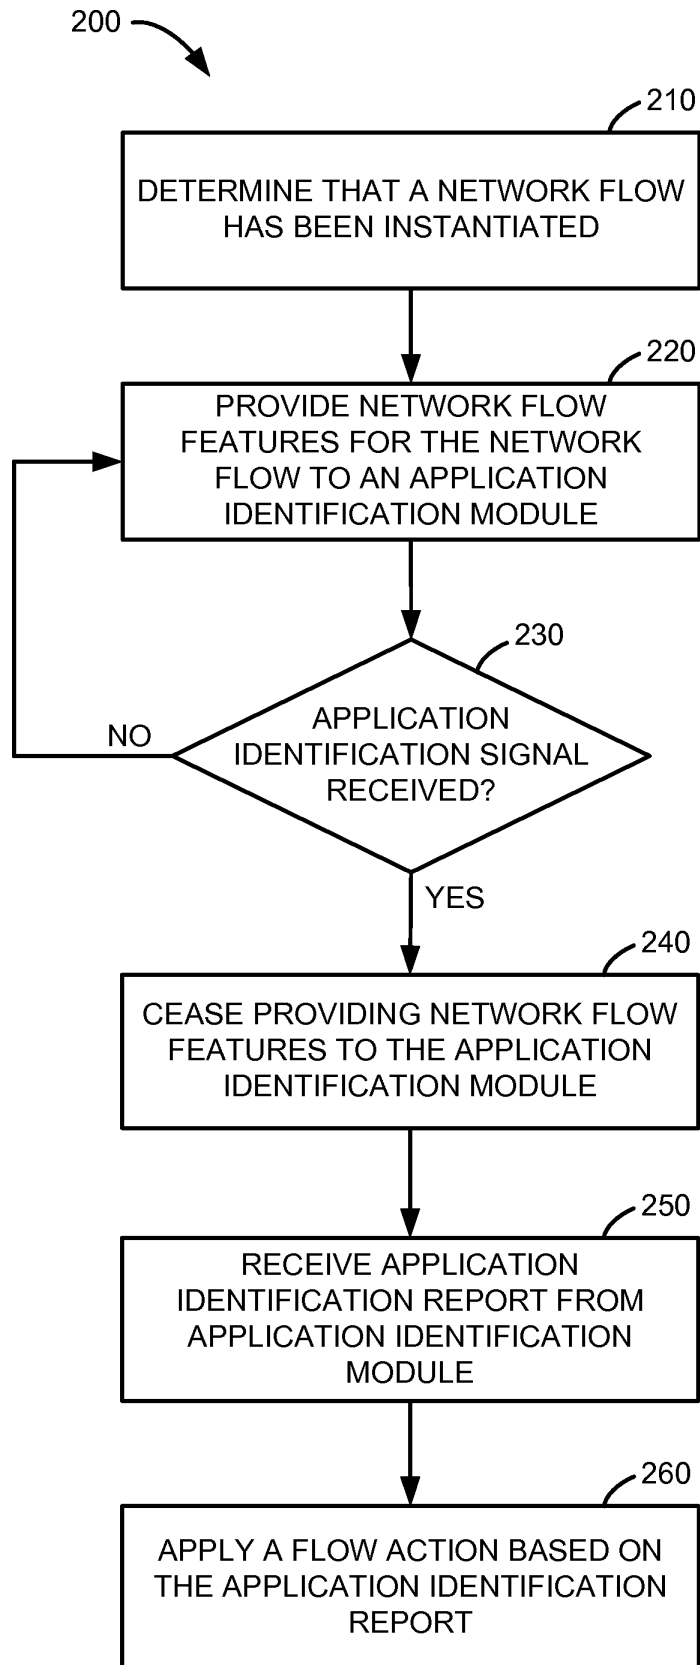 200
210
DETERMINE THAT A NETWORK FLOW
HAS BEEN INSTANTIATED
220
PROVIDE NETWORK FLOW
FEATURES FOR THE NETWORK
FLOW TO AN APPLICATION
IDENTIFICATION MODULE
230
APPLICATION
IDENTIFICATION SIGNAL
RECEIVED?
NO
YES
240
CEASE PROVIDING NETWORK FLOW
FEATURES TO THE APPLICATION
IDENTIFICATION MODULE
250
RECEIVE APPLICATION
IDENTIFICATION REPORT FROM
APPLICATION IDENTIFICATION
MODULE
260
APPLY A FLOW ACTION BASED ON
THE APPLICATION IDENTIFICATION
REPORT